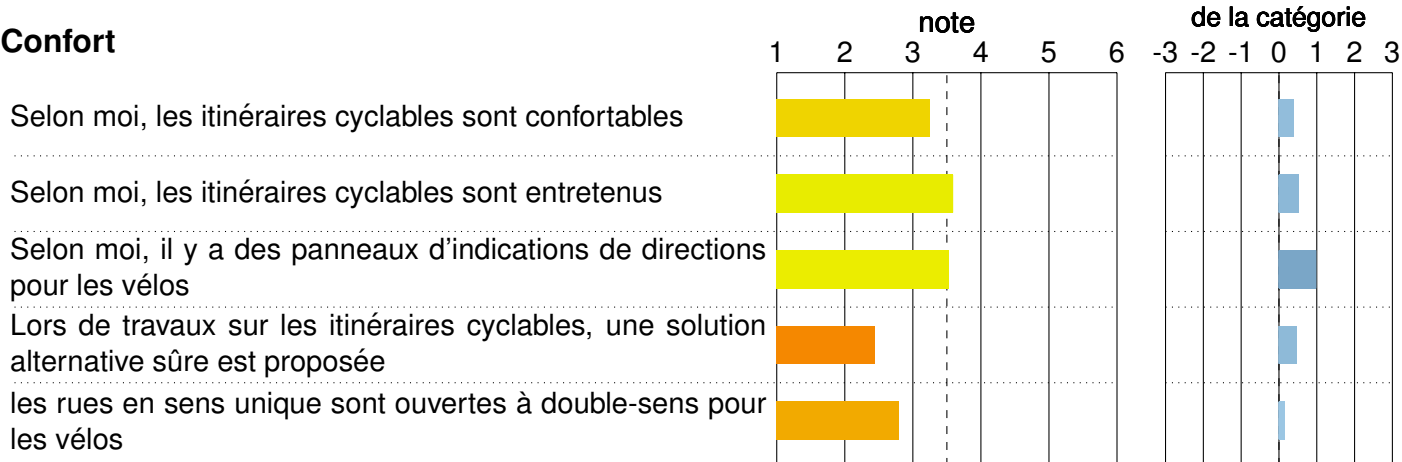 Confort
note
de la catégorie
1 2 3 4 5 6
-3 -2 -1 0 1 2 3
Selon moi, les itinéraires cyclables sont confortables
Selon moi, les itinéraires cyclables sont entretenus
Selon moi, il y a des panneaux d'indications de directions
pour les vélos
Lors de travaux sur les itinéraires cyclables, une solution
alternative sûre est proposée
les rues en sens unique sont ouvertes à double-sens pour
les vélos